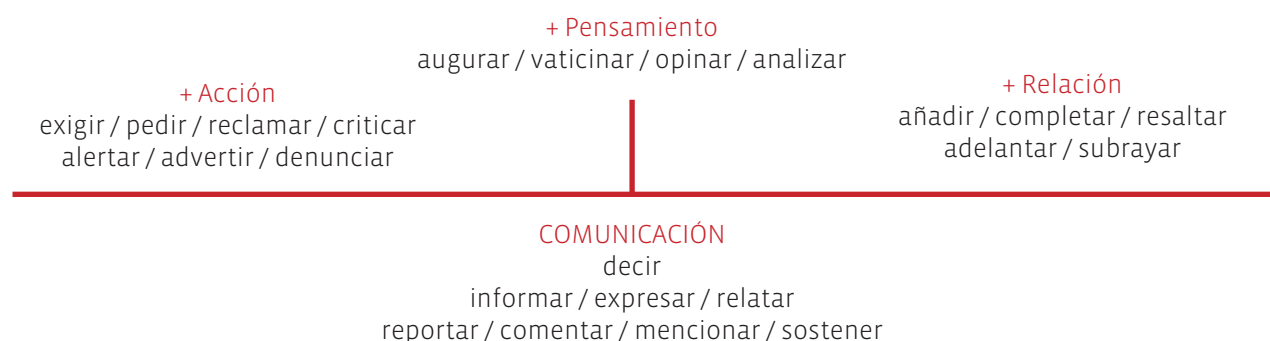 + Pensamiento
augurar / vaticinar / opinar / analizar
+ Acción
exigir / pedir / reclamar / criticar
alertar / advertir / denunciar
+ Relación
añadir / completar / resaltar
adelantar / subrayar
COMUNICACIÓN
decir
informar / expresar / relatar
reportar / comentar / mencionar / sostener